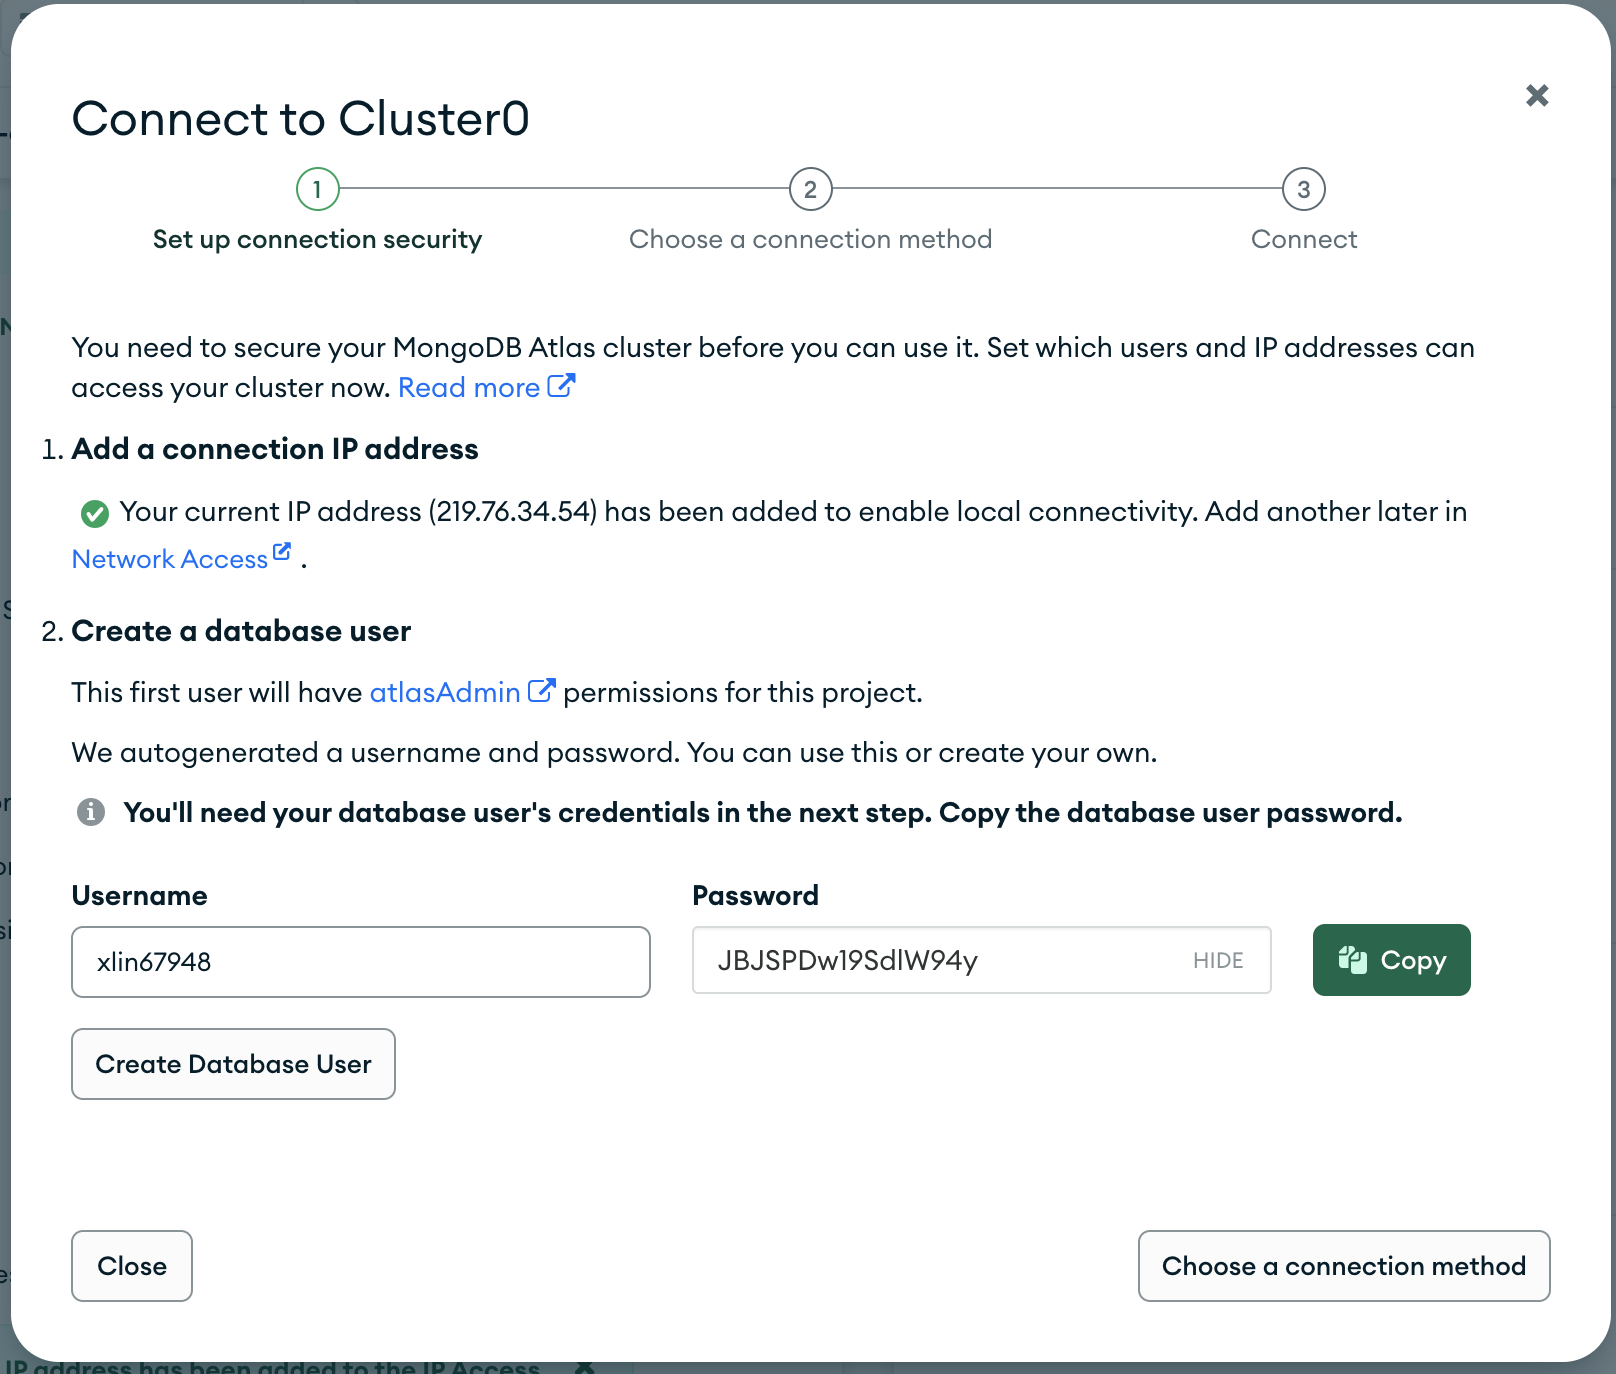 Connect to Cluster0
1
2
3
Set up connection security
Choose a connection method
Connect
You need to secure your MongoDB Atlas cluster before you can use it. Set which users and IP addresses can
access your cluster now. Read more
1. Add a connection IP address
Your current IP address (219.76.34.54) has been added to enable local connectivity. Add another later in
Network Access .
2. Create a database user
This first user will have atlasAdmin permissions for this project.
We autogenerated a username and password. You can use this or create your own.
You'll need your database user's credentials in the next step. Copy the database user password.
Username
Password
xlin67948
JBJSPDw19SdlW94y
HIDE
Copy
Create Database User
Close
Choose a connection method
IP address has been added to the IP Access